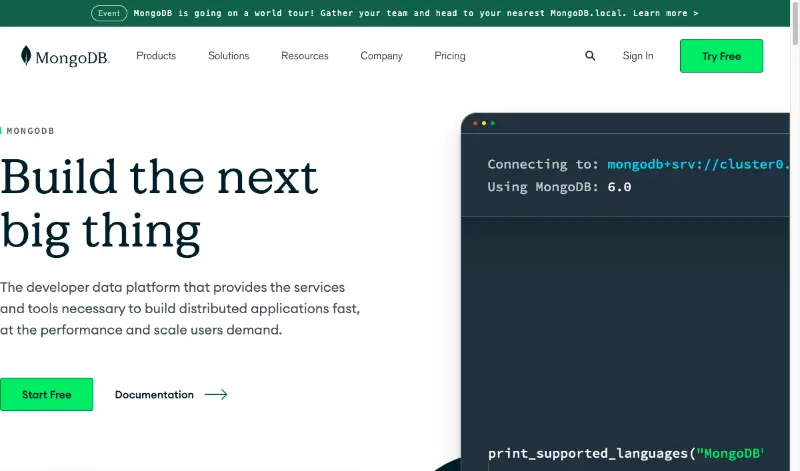 Event MongoDB is going on a world tour! Gather your team and head to your nearest MongoDB.local. Learn more >
MongoDB. Products Solutions Resources Company Pricing Sign In Try Free
MONGODB
Build the next
big thing
The developer data platform that provides the services
and tools necessary to build distributed applications fast,
at the performance and scale users demand.
Start Free Documentation
Connecting to: mongodb+srv://cluster0.
Using MongoDB: 6.0
print_supported_languages("MongoDB'